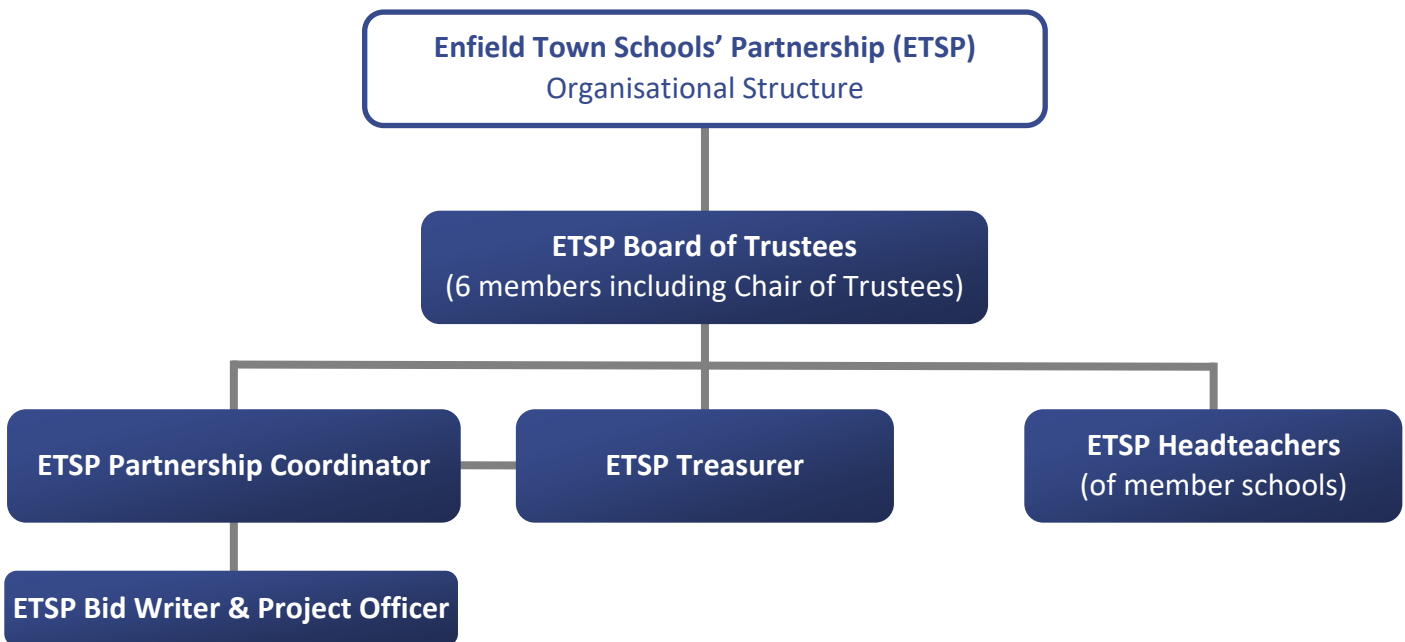 Enfield Town Schools’ Partnership (ETSP)
Organisational Structure
ETSP Board of Trustees
(6 members including Chair of Trustees)
ETSP Partnership Coordinator
ETSP Treasurer
ETSP Headteachers
(of member schools)
ETSP Bid Writer & Project Officer